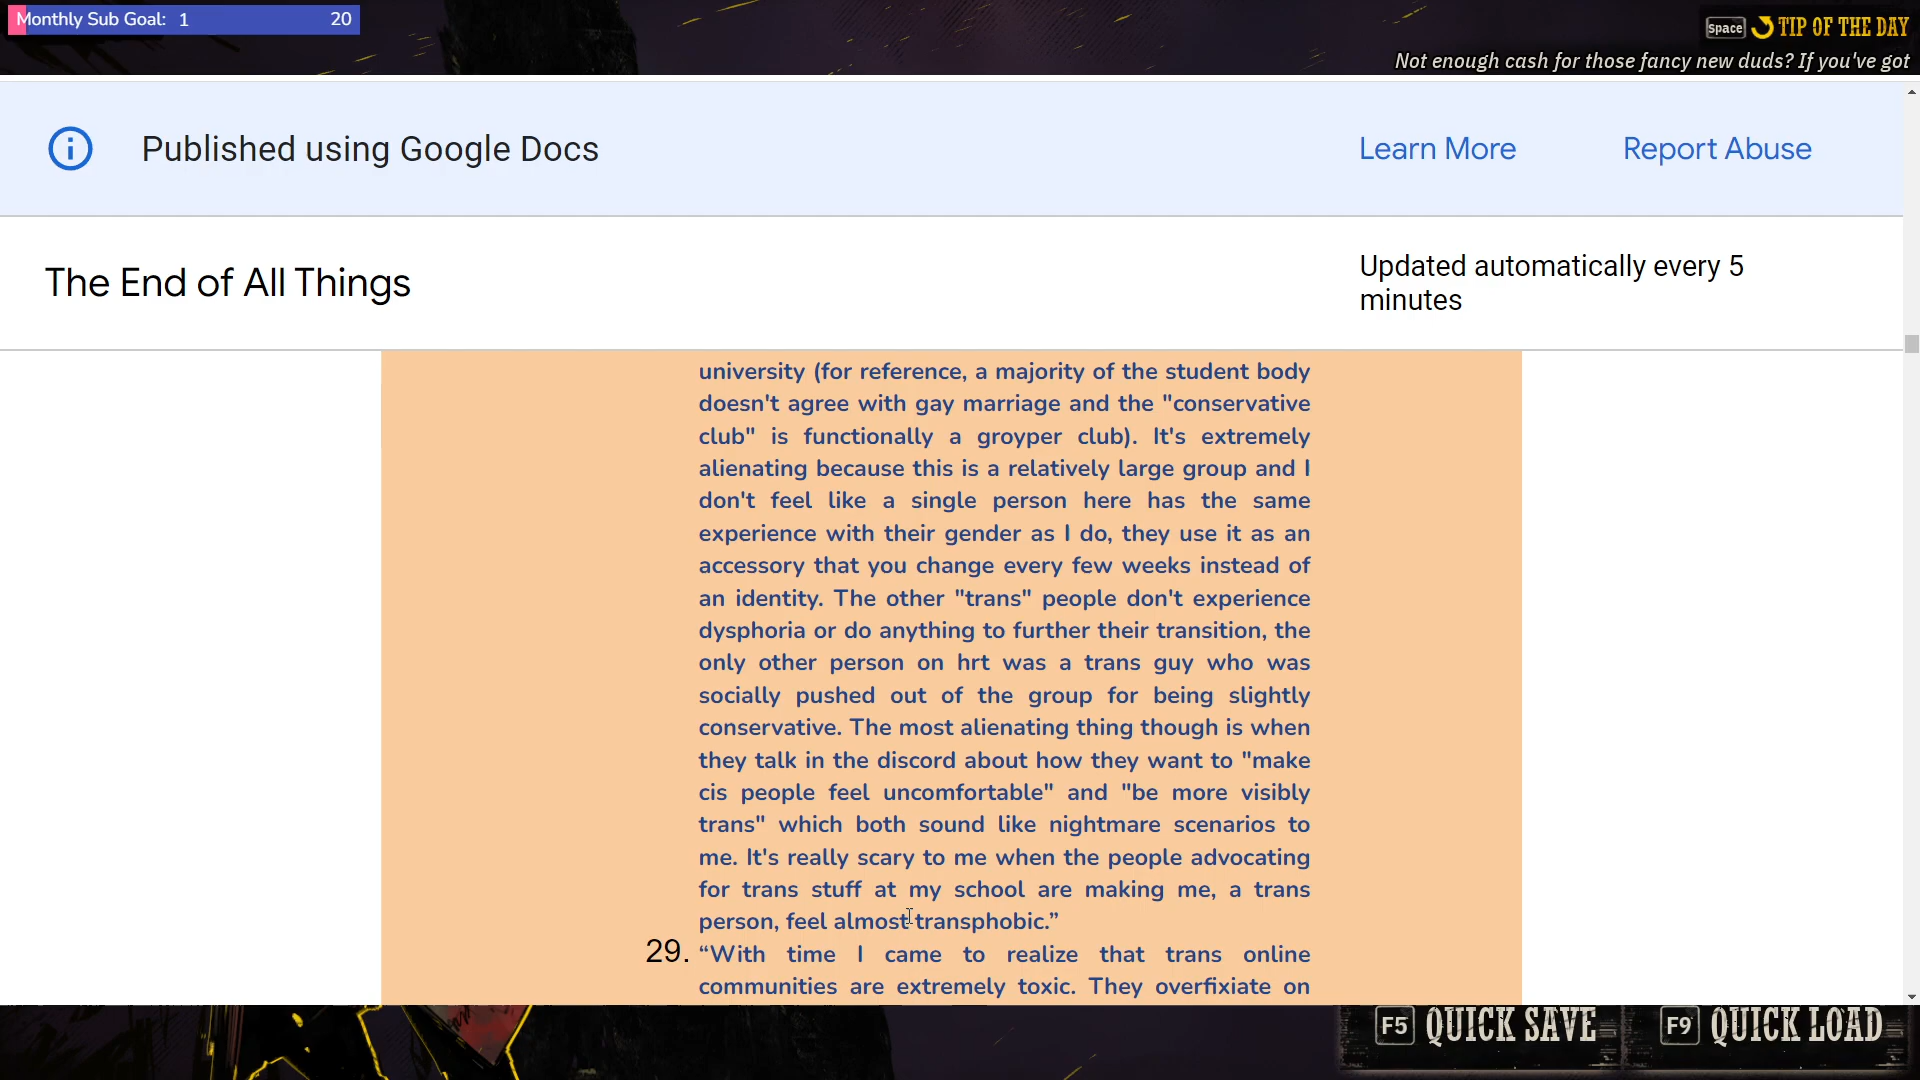 Monthly Sub Goal: 1 20
Space TIP OF THE DAY
Not enough cash for those fancy new duds? If you've got
Published using Google Docs
Learn More
Report Abuse
The End of All Things
Updated automatically every 5
minutes
university (for reference, a majority of the student body
doesn't agree with gay marriage and the "conservative
club" is functionally a groyper club). It's extremely
alienating because this is a relatively large group and I
don't feel like a single person here has the same
experience with their gender as I do, they use it as an
accessory that you change every few weeks instead of
an identity. The other "trans" people don't experience
dysphoria or do anything to further their transition, the
only other person on hrt was a trans guy who was
socially pushed out of the group for being slightly
conservative. The most alienating thing though is when
they talk in the discord about how they want to "make
cis people feel uncomfortable" and "be more visibly
trans" which both sound like nightmare scenarios to
me. It's really scary to me when the people advocating
for trans stuff at my school are making me, a trans
person, feel almost transphobic.”
29. “With time I came to realize that trans online
communities are extremely toxic. They overfixiate on
F5 QUICK SAVE
F9 QUICK LOAD